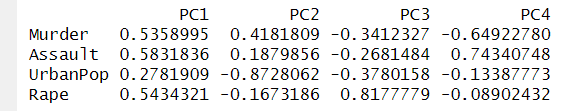 PC1 PC2 PC3 PC4
Murder 0.5358995 0.4181809 -0.3412327 -0.64922780
Assault 0.5831836 0.1879856 -0.2681484 0.74340748
UrbanPop 0.2781909 -0.8728062 -0.3780158 -0.13387773
Rape 0.5434321 -0.1673186 0.8177779 -0.08902432